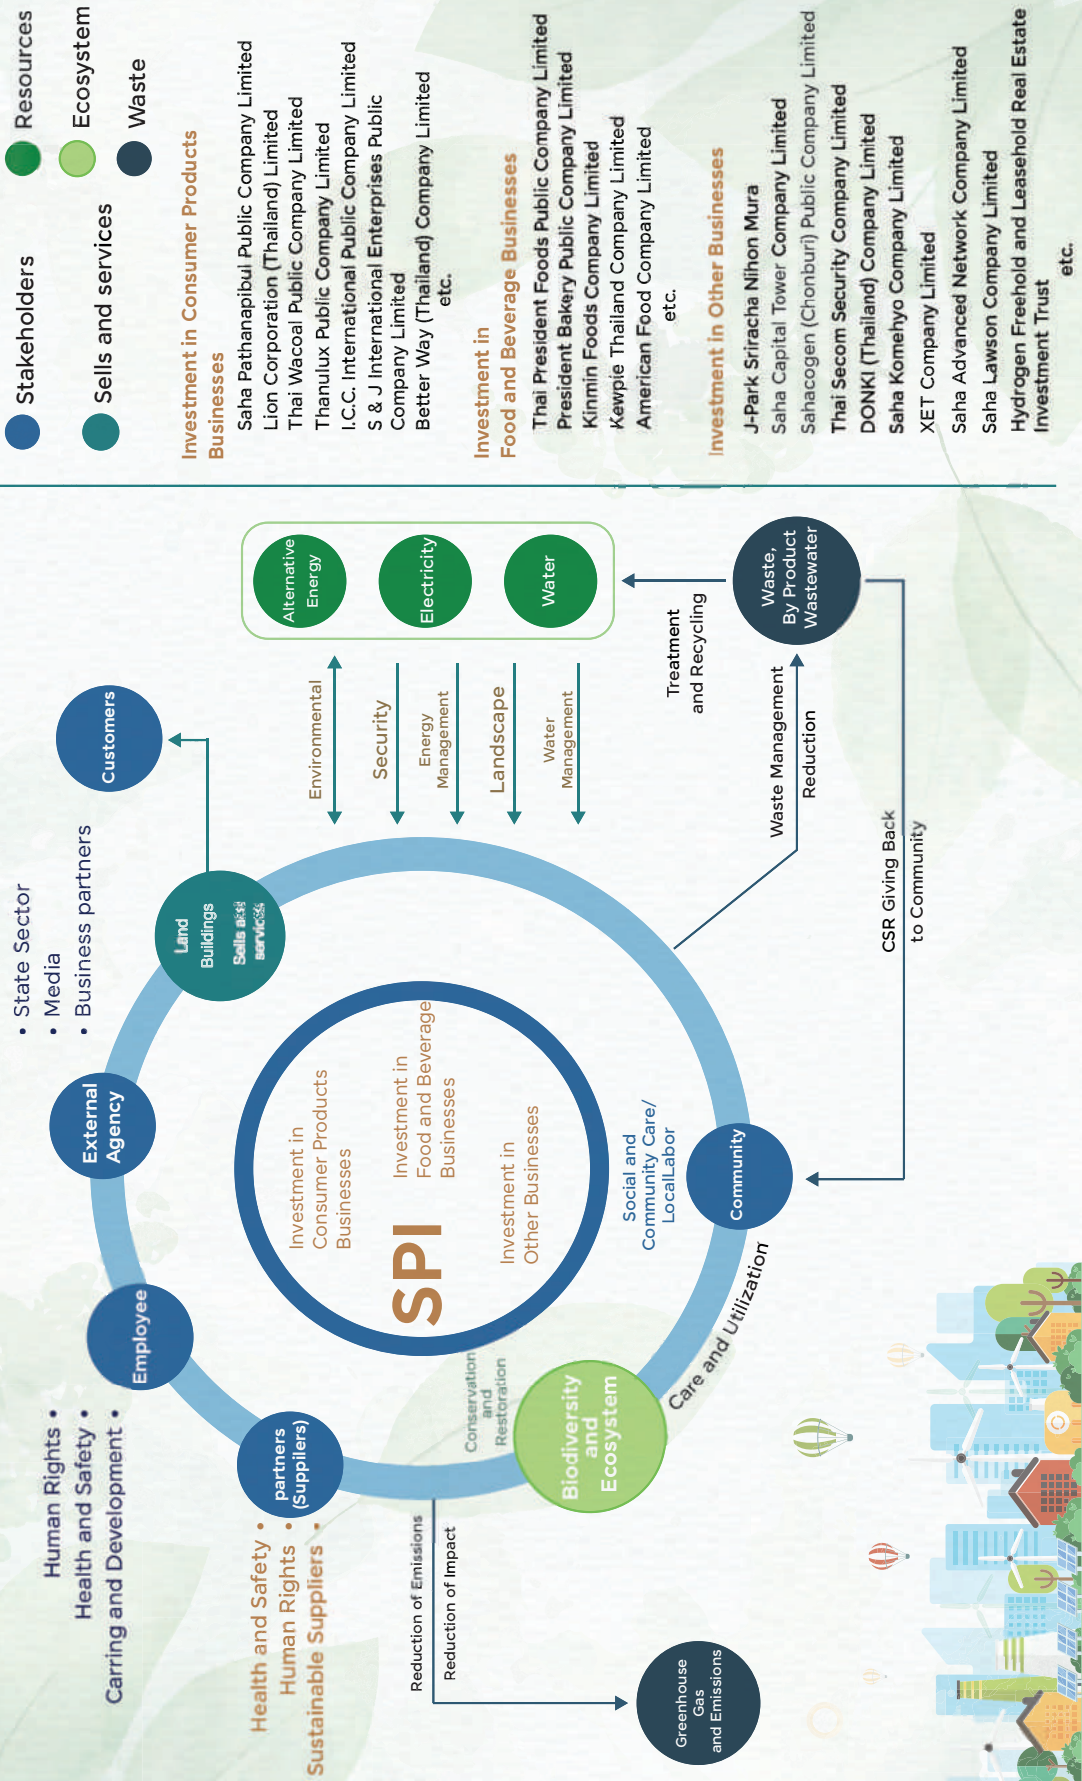 Human Rights •
Health and Safety •
Carring and Development •
Health and Safety •
Human Rights •
Sustainable Suppliers •
• State Sector
• Media
• Business partners
Employee
External
Agency
Customers
Land
Buildings
Sells and
services
partners
(Suppilers)
SPI
Investment in
Consumer Products
Businesses
Investment in
Food and Beverage
Businesses
Investment in
Other Businesses
Environmental
Security
Energy
Management
Landscape
Water
Management
Alternative
Energy
Electricity
Water
Reduction of Emissions
Reduction of Impact
Greenhouse
Gas
and Emissions
Conservation
and
Restoration
Biodiversity
and
Ecosystem
Care and Utilization
Social and
Community Care/
LocalLabor
Community
Treatment
and Recycling
Waste Management
Reduction
Waste,
By Product
Wastewater
CSR Giving Back
to Community
Stakeholders
Resources
Ecosystem
Sells and services
Waste
Investment in Consumer Products
Businesses
Saha Pathanapibul Public Company Limited
Lion Corporation (Thailand) Limited
Thai Wacoal Public Company Limited
Thanulux Public Company Limited
I.C.C. International Public Company Limited
S & J International Enterprises Public
Company Limited
Better Way (Thailand) Company Limited
etc.
Investment in
Food and Beverage Businesses
Thai President Foods Public Company Limited
President Bakery Public Company Limited
Kinmin Foods Company Limited
Kewpie Thailand Company Limited
American Food Company Limited
etc.
Investment in Other Businesses
J-Park Sriracha Nihon Mura
Saha Capital Tower Company Limited
Sahacogen (Chonburi) Public Company Limited
Thai Secom Security Company Limited
DONKI (Thailand) Company Limited
Saha Komehyo Company Limited
XET Company Limited
Saha Advanced Network Company Limited
Saha Lawson Company Limited
Hydrogen Freehold and Leasehold Real Estate
Investment Trust
etc.